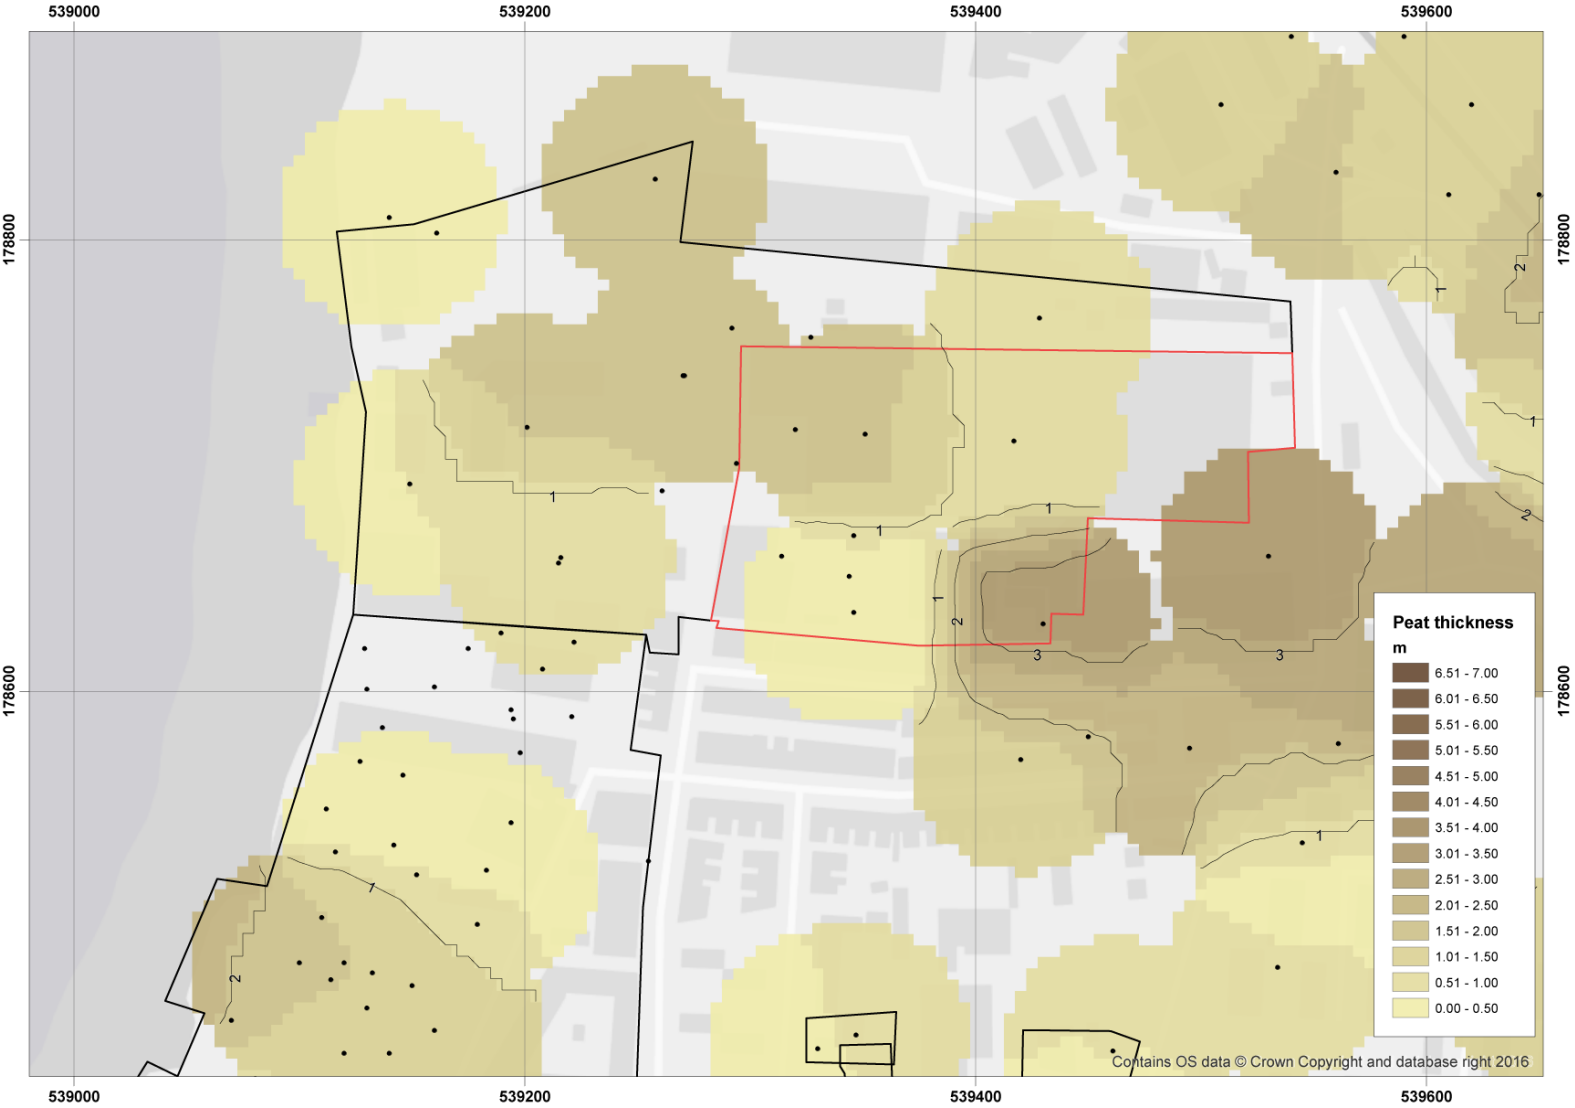 539000 539200 539400 539600
178800 178800
2
1
1
1
1
1
2
1
2
3
3
178600 178600
1
1
2
Peat thickness
m
6.51 - 7.00
6.01 - 6.50
5.51 - 6.00
5.01 - 5.50
4.51 - 5.00
4.01 - 4.50
3.51 - 4.00
3.01 - 3.50
2.51 - 3.00
2.01 - 2.50
1.51 - 2.00
1.01 - 1.50
0.51 - 1.00
0.00 - 0.50
Contains OS data © Crown Copyright and database right 2016
539000 539200 539400 539600